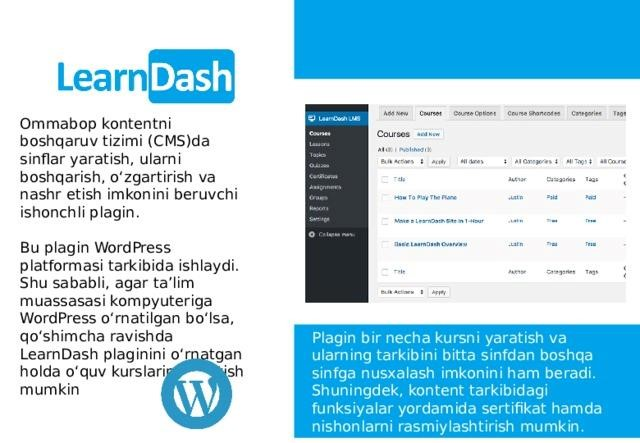 LearnDash
Ommabop kontentni
boshqaruv tizimi (CMS)da
sinflar yaratish, ularni
boshqarish, o‘zgartirish va
nashr etish imkonini beruvchi
ishonchli plagin.
Bu plagin WordPress
platformasi tarkibida ishlaydi.
Shu sababli, agar ta’lim
muassasasi kompyuteriga
WordPress o‘rnatilgan bo‘lsa,
qo‘shimcha ravishda
LearnDash plaginini o‘rnatgan
holda o‘quv kurslarini
mumkin
LearnDash LMS
Courses
Lessons
Topics
Quizzes
Certificates
Assignments
Groups
Reports
Settings
Collapse menu
Add New Courses Course Options Course Shortcodes Categories Tags
Courses Add New
All (3) | Published (3)
Bulk Actions Apply All dates All Categories All Tags All Course
Title Author Categories Tags
How To Play The Piano Justin Paid Paid
Make a LearnDash Site in 1-Hour Justin Free Free
Basic LearnDash Overview Justin Free Free
Title Author Categories Tags
Bulk Actions Apply
Plagin bir necha kursni yaratish va
ularning tarkibini bitta sinfdan boshqa
sinfga nusxalash imkonini ham beradi.
Shuningdek, kontent tarkibidagi
funksiyalar yordamida sertifikat hamda
nishonlarni rasmiylashtirish mumkin.